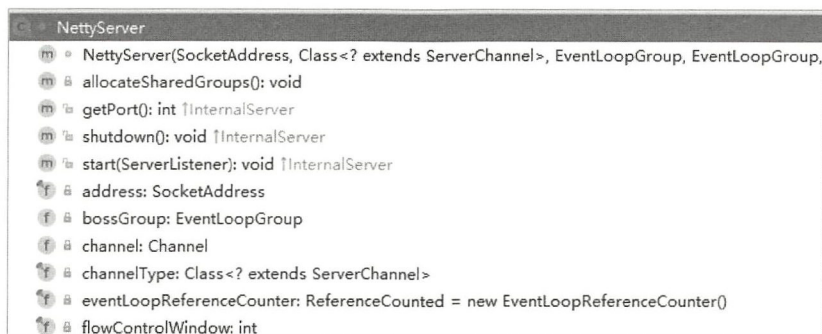 C NettyServer
m NettyServer(SocketAddress, Class<? extends ServerChannel>, EventLoopGroup, EventLoopGroup,
m allocateSharedGroups(): void
m getPort(): int ↑InternalServer
m shutdown(): void ↑InternalServer
m start(ServerListener): void ↑InternalServer
f address: SocketAddress
f bossGroup: EventLoopGroup
f channel: Channel
f channelType: Class<? extends ServerChannel>
f eventLoopReferenceCounter: ReferenceCounted = new EventLoopReferenceCounter()
f flowControlWindow: int